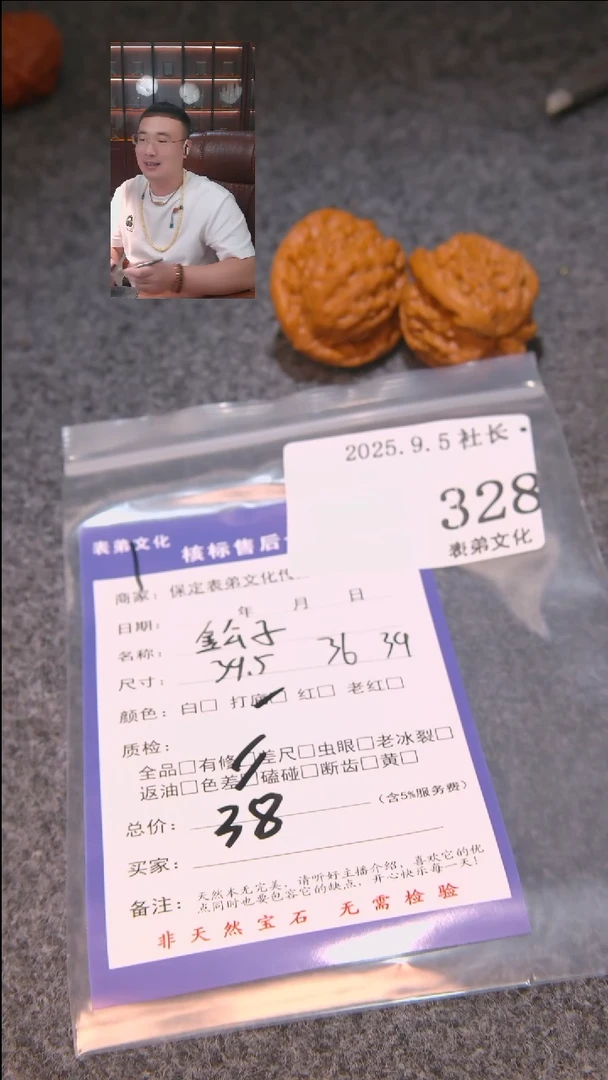 2025.9.5 社长·
328
表弟文化
表弟文化 核标售后
商家：保定表弟文化
日期： 年 月 日
名称：金公子
尺寸：34.5 36 34
颜色：白□ 打底□ 红□ 老红□
质检：
全品□有修□差尺□虫眼□老冰裂□
返油□色差□磕碰□断齿□黄□
总价：38（含5%服务费）
买家：
备注：天然本无完美，请听好主播介绍，喜欢它的优
点同时也要包容它的缺点，开心快乐每一天！
非天然宝石 无需检验